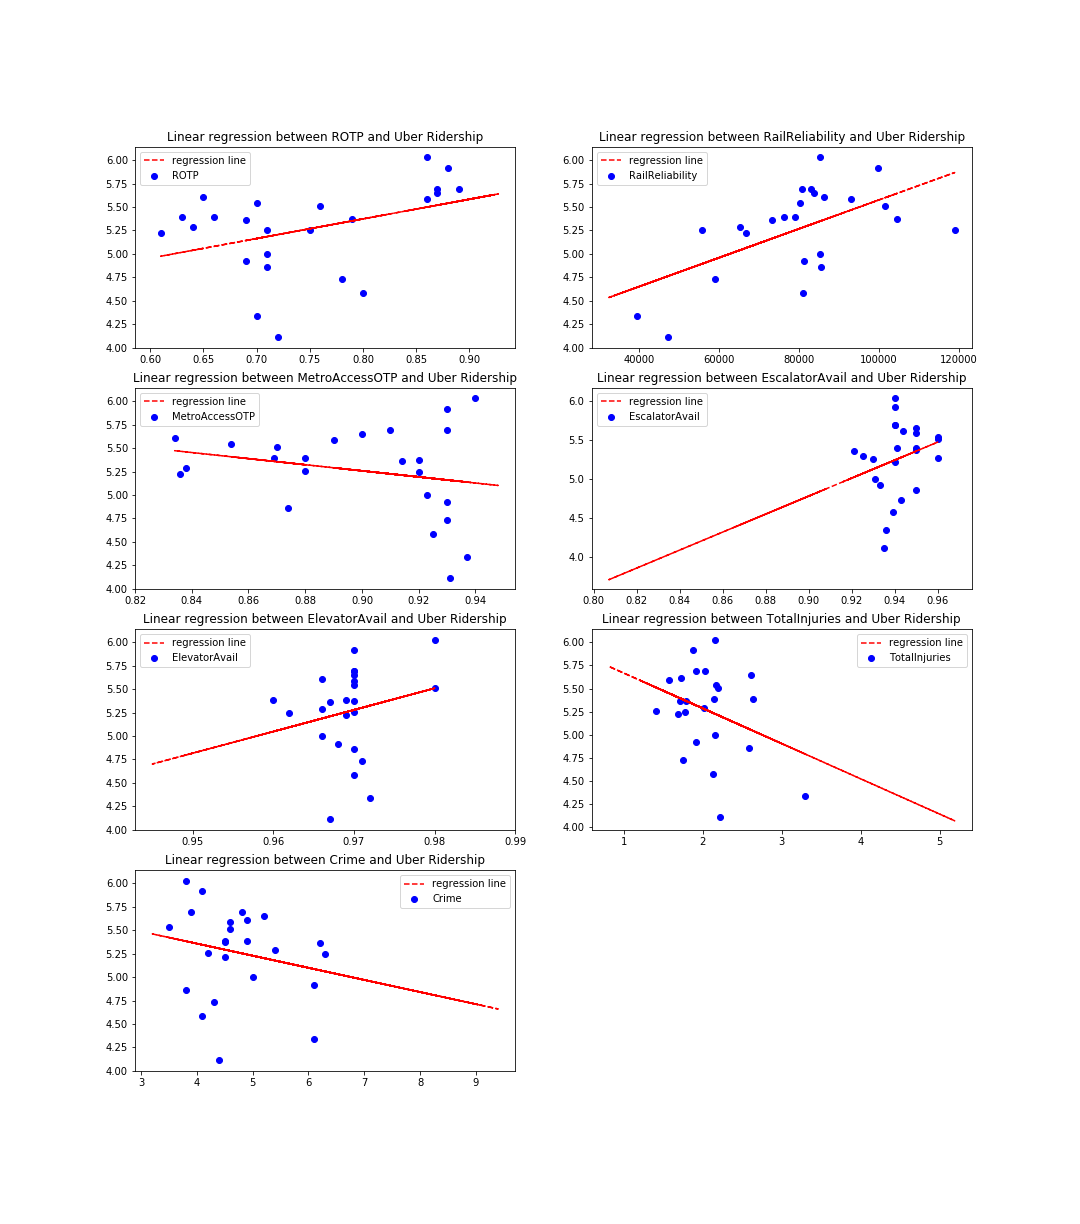 Linear regression between ROTP and Uber Ridership
regression line
ROTP
6.00
5.75
5.50
5.25
5.00
4.75
4.50
4.25
4.00
0.60 0.65 0.70 0.75 0.80 0.85 0.90
Linear regression between RailReliability and Uber Ridership
regression line
RailReliability
6.00
5.75
5.50
5.25
5.00
4.75
4.50
4.25
4.00
40000 60000 80000 100000 120000
Linear regression between MetroAccessOTP and Uber Ridership
regression line
MetroAccessOTP
6.00
5.75
5.50
5.25
5.00
4.75
4.50
4.25
4.00
0.82 0.84 0.86 0.88 0.90 0.92 0.94
Linear regression between EscalatorAvail and Uber Ridership
regression line
EscalatorAvail
6.0
5.5
5.0
4.5
4.0
0.80 0.82 0.84 0.86 0.88 0.90 0.92 0.94 0.96
Linear regression between ElevatorAvail and Uber Ridership
regression line
ElevatorAvail
6.00
5.75
5.50
5.25
5.00
4.75
4.50
4.25
4.00
0.95 0.96 0.97 0.98 0.99
Linear regression between TotalInjuries and Uber Ridership
regression line
TotalInjuries
6.00
5.75
5.50
5.25
5.00
4.75
4.50
4.25
4.00
1 2 3 4 5
Linear regression between Crime and Uber Ridership
regression line
Crime
6.00
5.75
5.50
5.25
5.00
4.75
4.50
4.25
4.00
3 4 5 6 7 8 9